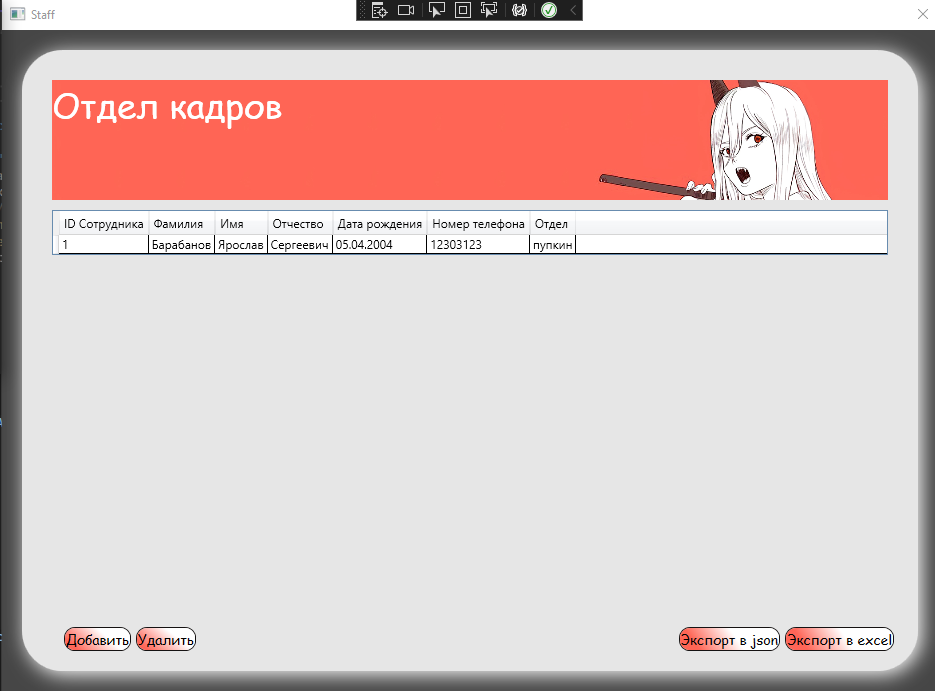 Staff
Отдел кадров
ID Сотрудника Фамилия Имя Отчество Дата рождения Номер телефона Отдел
1 Барабанов Ярослав Сергеевич 05.04.2004 12303123 пупкин
Добавить Удалить Экспорт в json Экспорт в excel